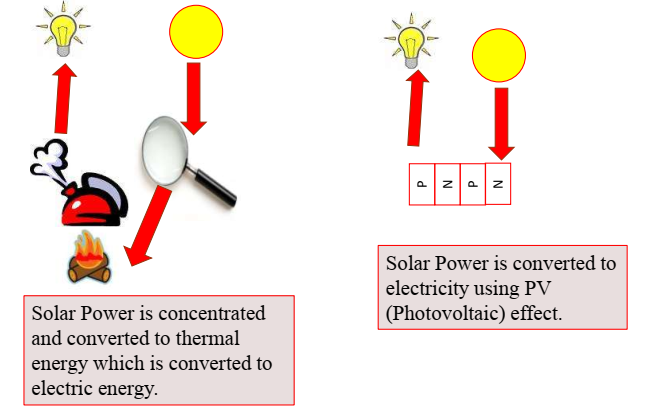 P N P N
Solar Power is converted to
electricity using PV
(Photovoltaic) effect.
Solar Power is concentrated
and converted to thermal
energy which is converted to
electric energy.